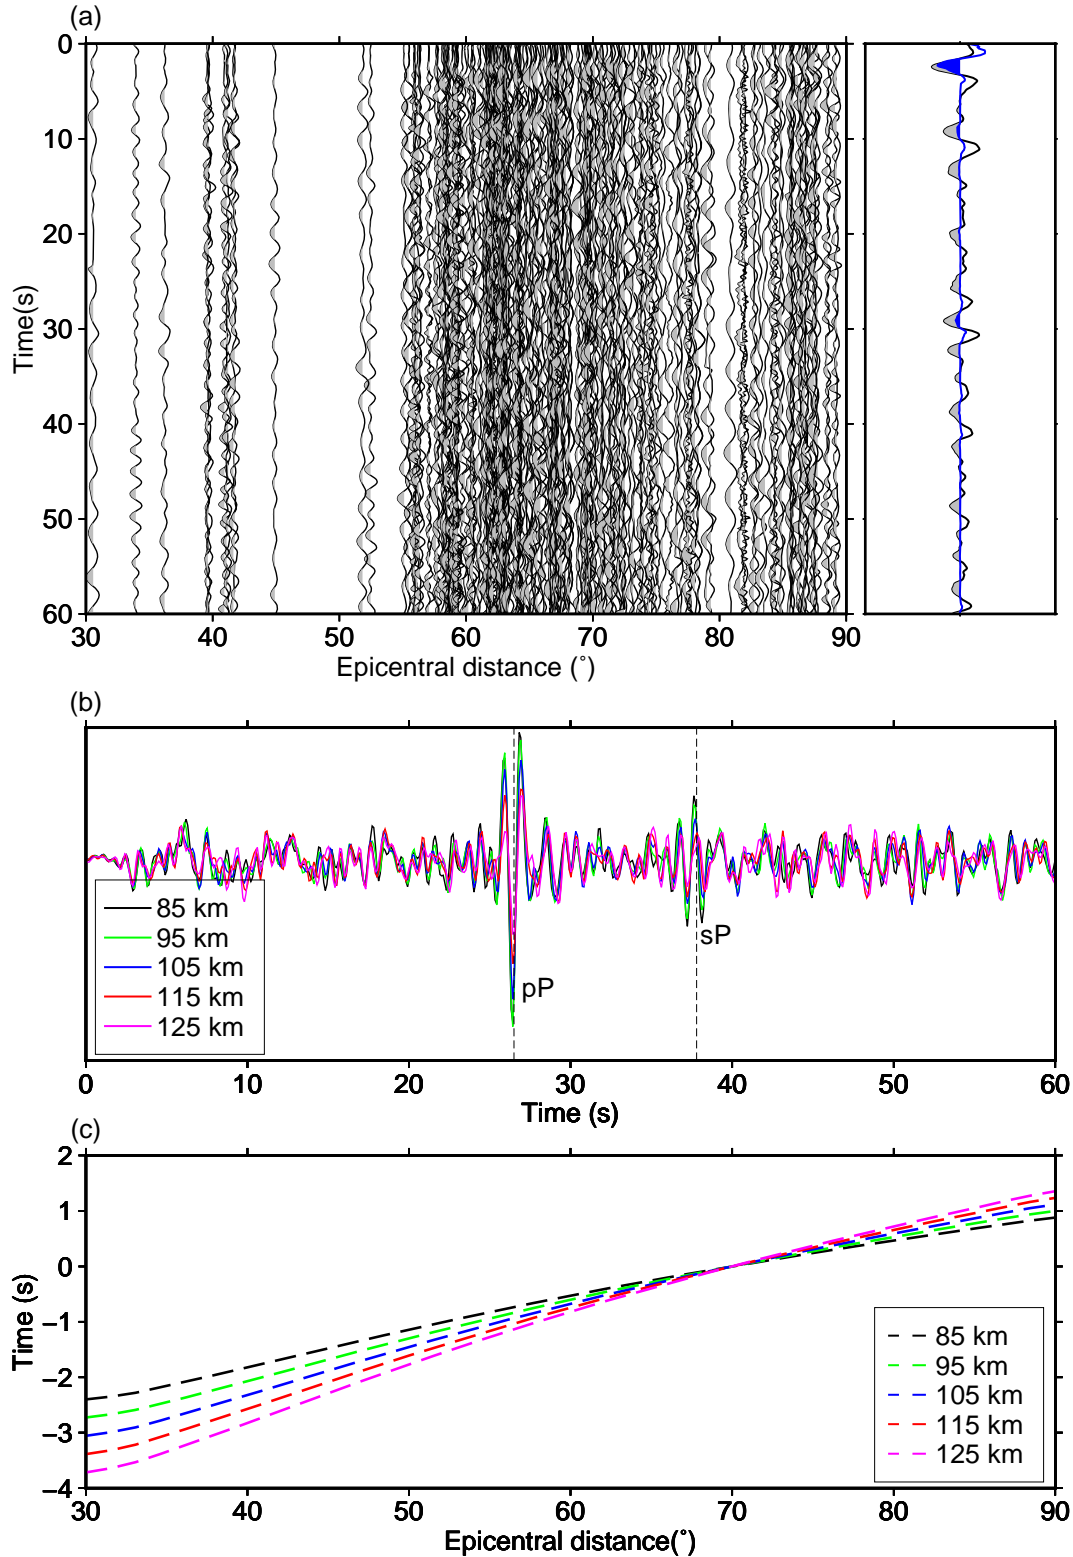 (a)
0
10
20
30
40
50
60
Time(s)
30 40 50 60 70 80 90
Epicentral distance (°)
(b)
85 km
95 km
105 km
115 km
125 km
pP
sP
0 10 20 30 40 50 60
Time (s)
(c)
2
1
0
−1
−2
−3
−4
Time (s)
85 km
95 km
105 km
115 km
125 km
30 40 50 60 70 80 90
Epicentral distance(°)